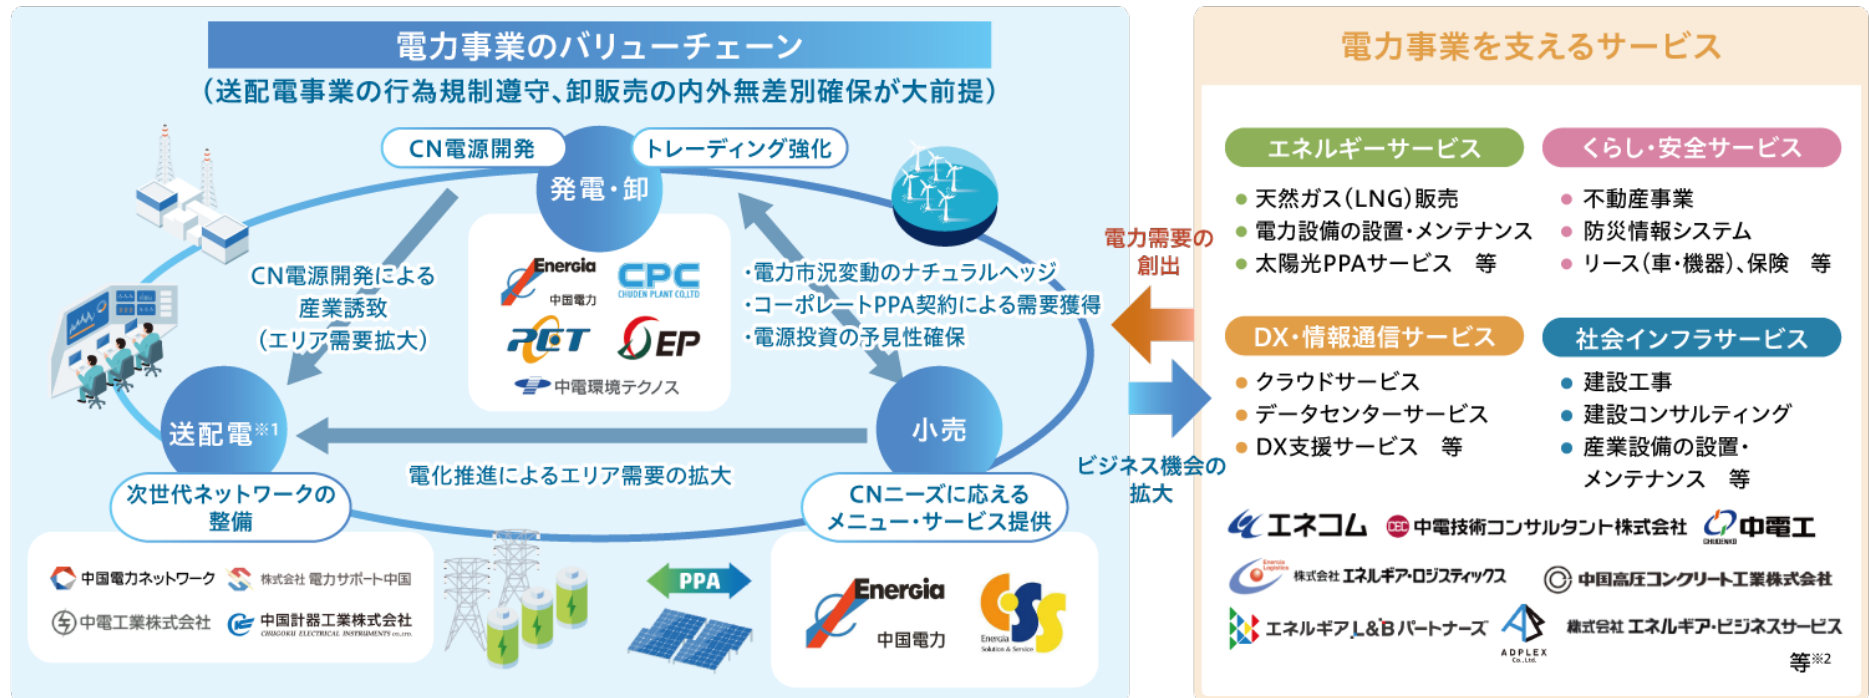 電力事業のバリューチェーン
(送配電事業の行為規制遵守、卸販売の内外無差別確保が大前提)
CN電源開発
トレーディング強化
発電・卸
CN電源開発による
産業誘致
(エリア需要拡大)
Energia
中国電力
CPC
CHUDEN PLANT CO.,LTD
PET
EP
中電環境テクノス
・電力市況変動のナチュラルヘッジ
・コーポレートPPA契約による需要獲得
・電源投資の予見性確保
送配電※1
小売
電化推進によるエリア需要の拡大
次世代ネットワークの
整備
CNニーズに応える
メニュー・サービス提供
中国電力ネットワーク
株式会社 電力サポート中国
中電工業株式会社
中国計器工業株式会社
CHUGOKU ELECTRICAL INSTRUMENTS CO.,LTD.
PPA
Energia
中国電力
CSS
Energia
Solution & Service
電力需要の
創出
ビジネス機会の
拡大
電力事業を支えるサービス
エネルギーサービス
● 天然ガス(LNG)販売
● 電力設備の設置・メンテナンス
● 太陽光PPAサービス 等
くらし・安全サービス
● 不動産事業
● 防災情報システム
● リース(車・機器)、保険 等
DX・情報通信サービス
● クラウドサービス
● データセンターサービス
● DX支援サービス 等
社会インフラサービス
● 建設工事
● 建設コンサルティング
● 産業設備の設置・
メンテナンス 等
エネコム
CEC 中電技術コンサルタント株式会社
CHUDENKO 中電工
Energia Logistics
株式会社 エネルギア・ロジスティックス
中国高圧コンクリート工業株式会社
エネルギアL&Bパートナーズ
ADPLEX
Co., Ltd.
株式会社 エネルギア・ビジネスサービス
等※2